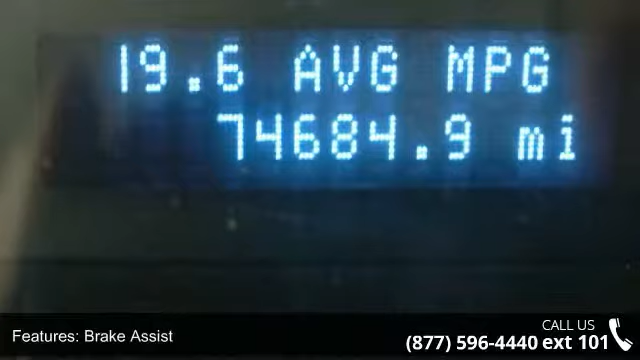 19.6 AVG MPG
74684.9 mi
CALL US
Features: Brake Assist
(877) 596-4440 ext 101